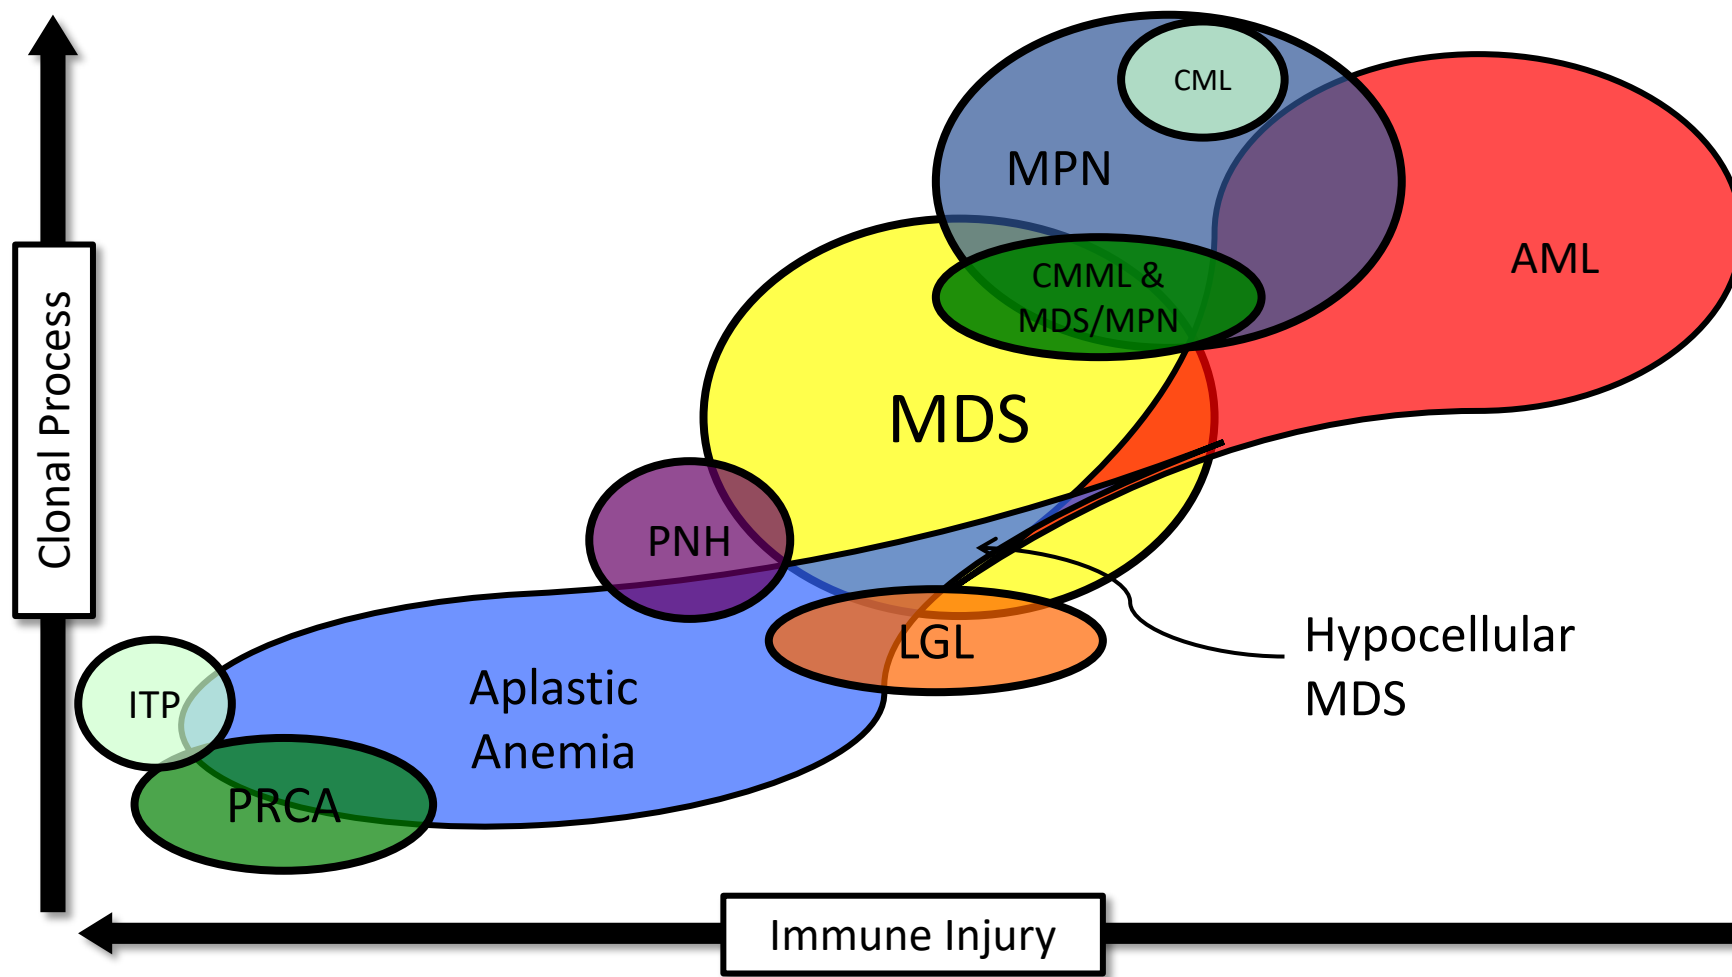 CML
MPN
AML
CMML &
MDS/MPN
MDS
Clonal Process
PNH
LGL
Hypocellular
MDS
ITP
Aplastic
Anemia
PRCA
Immune Injury